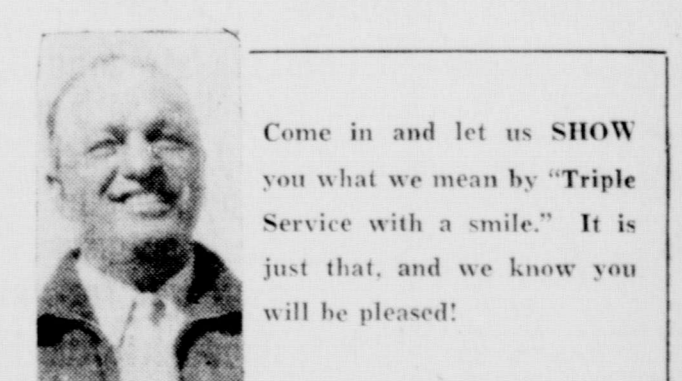 Come in and let us SHOW
you what we mean by “Triple
Service with a smile.” It is
just that, and we know you
will be pleased!